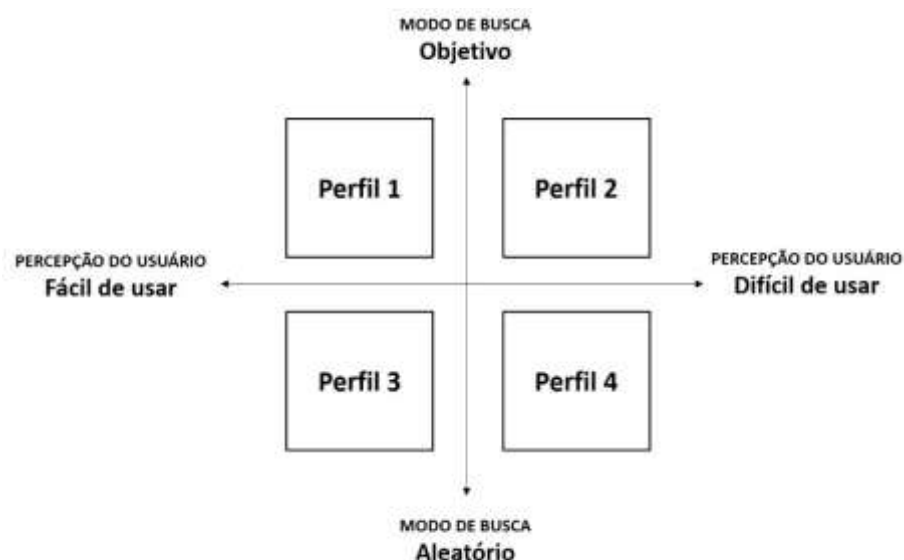 MODO DE BUSCA
Objetivo
Perfil 1
Perfil 2
PERCEPÇÃO DO USUÁRIO
Fácil de usar
PERCEPÇÃO DO USUÁRIO
Difícil de usar
Perfil 3
Perfil 4
MODO DE BUSCA
Aleatório